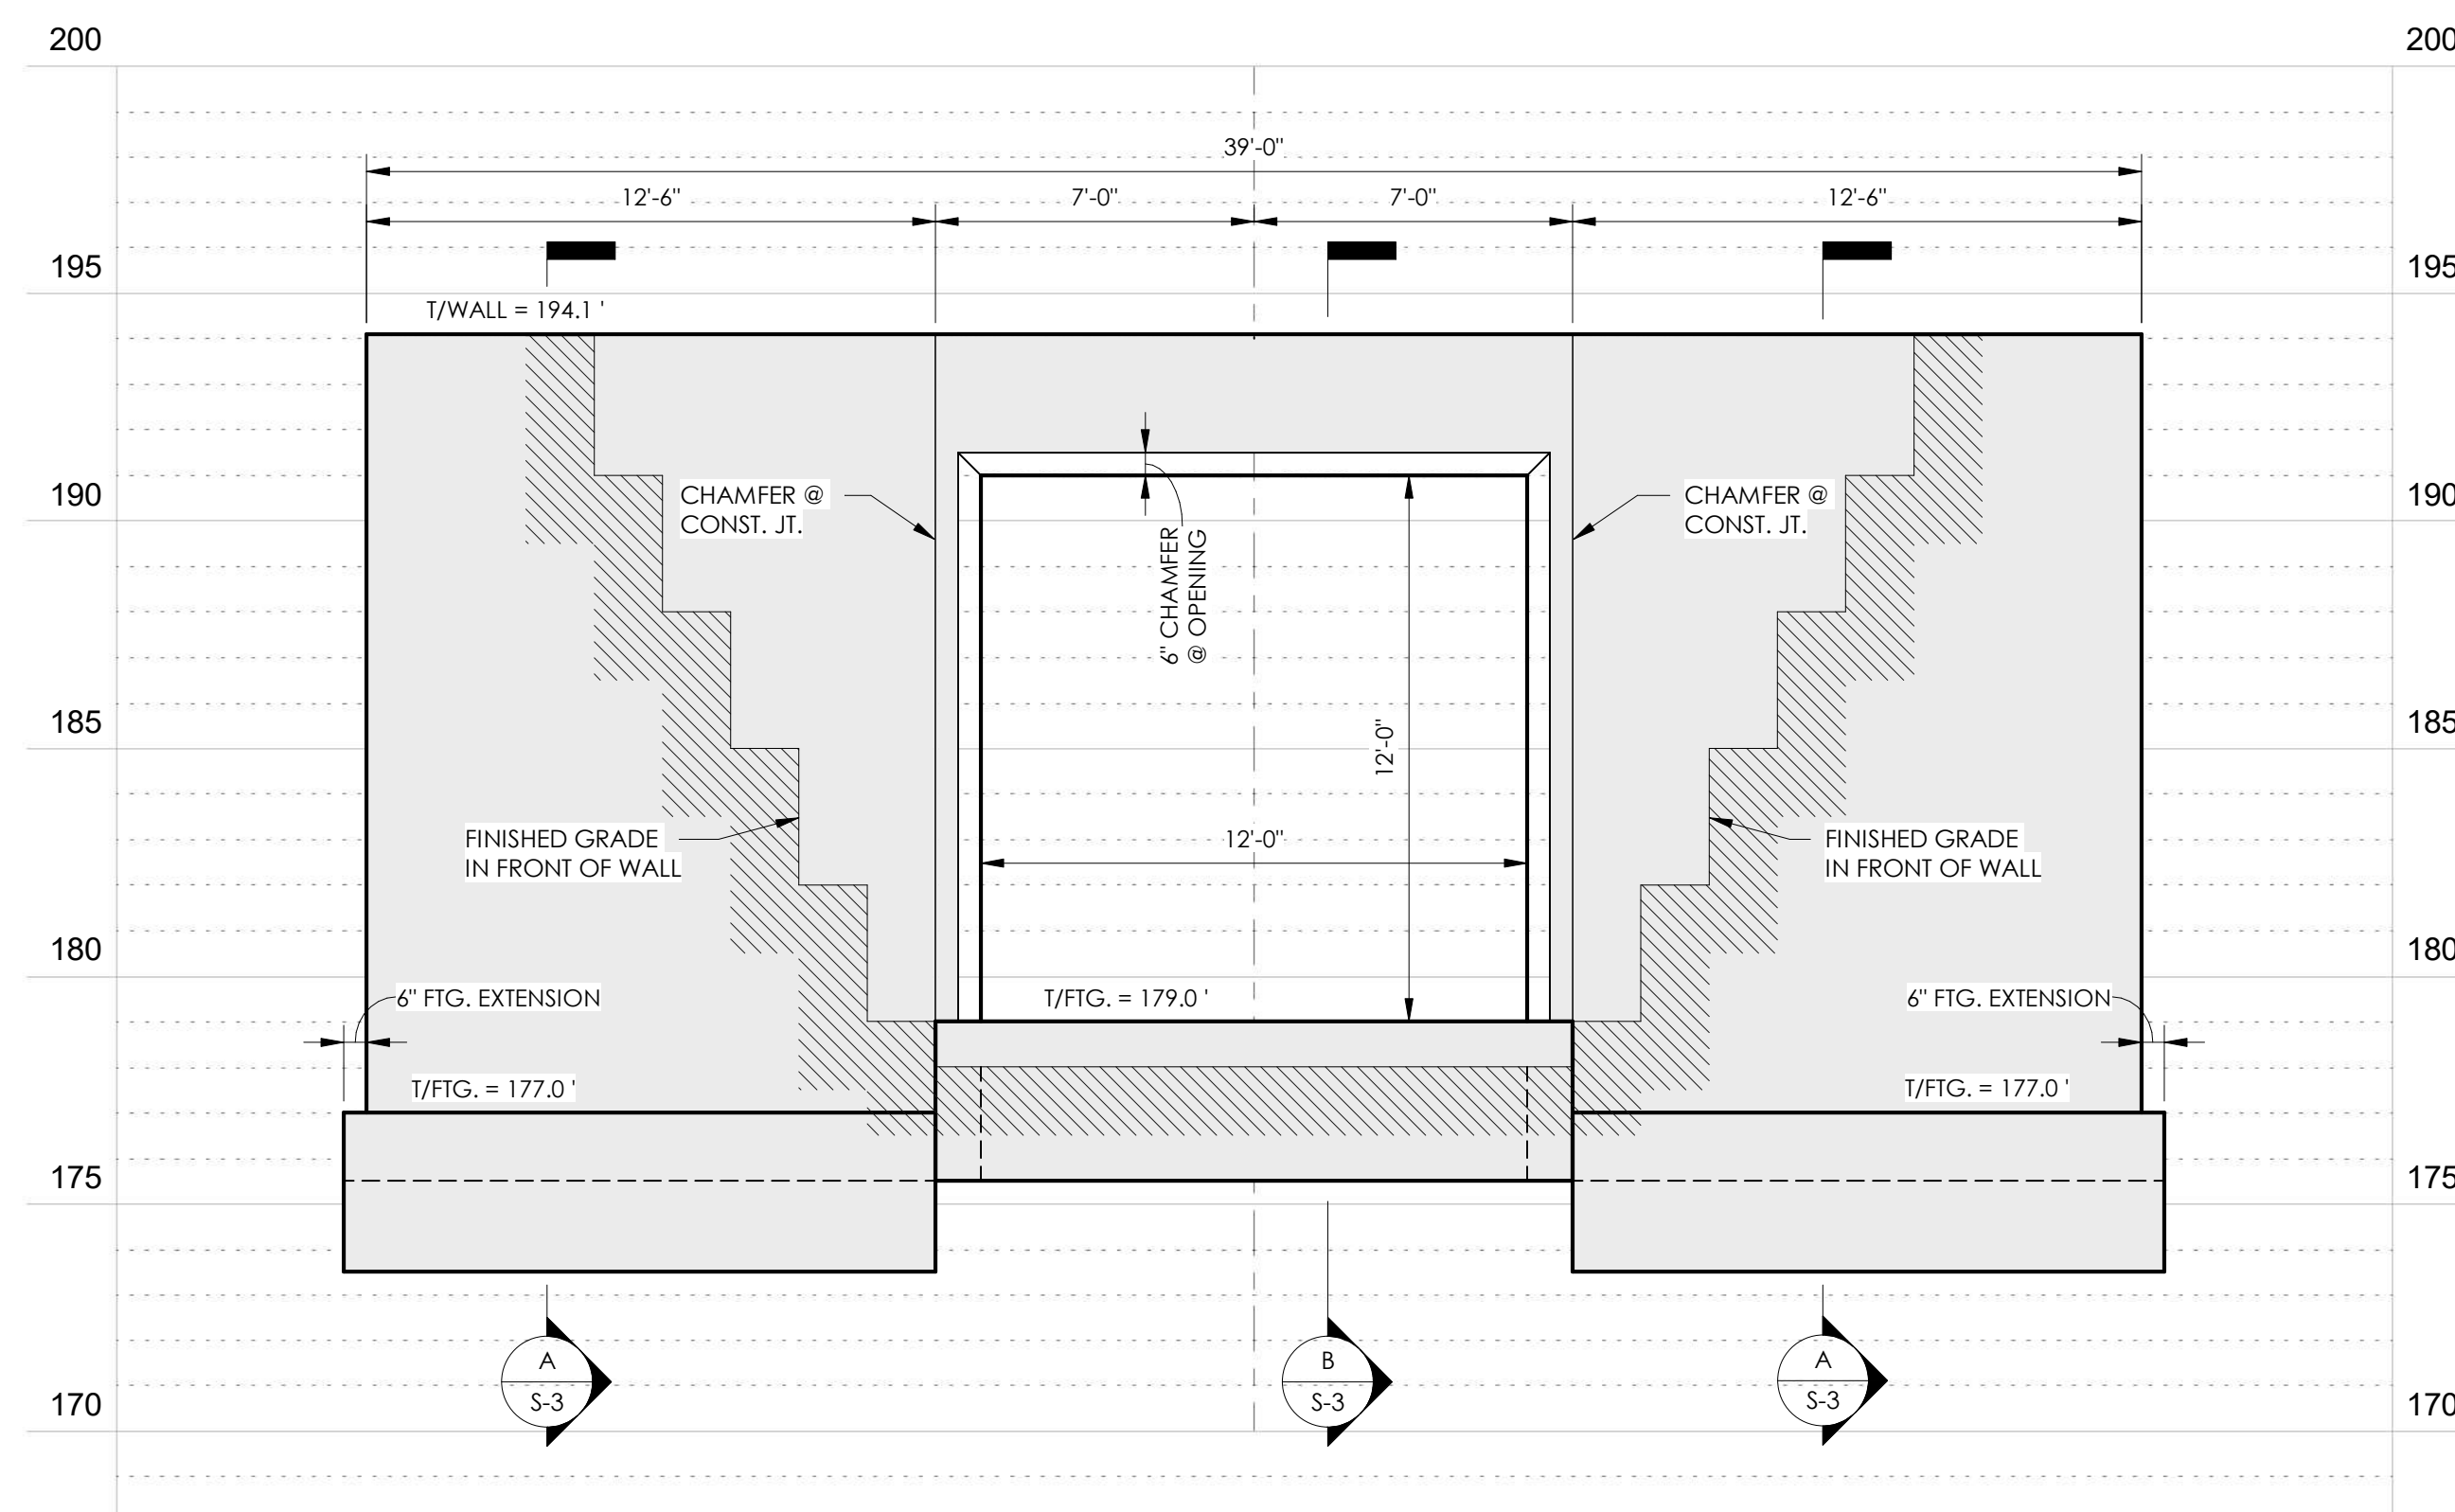 200
200
39'-0"
12'-6"
7'-0"
7'-0"
12'-6"
195
195
T/WALL = 194.1 '
190
190
CHAMFER @
CONST. JT.
CHAMFER @
CONST. JT.
6" CHAMFER
@ OPENING
185
185
12'-0"
12'-0"
FINISHED GRADE
IN FRONT OF WALL
FINISHED GRADE
IN FRONT OF WALL
180
180
6" FTG. EXTENSION
T/FTG. = 179.0 '
6" FTG. EXTENSION
T/FTG. = 177.0 '
T/FTG. = 177.0 '
175
175
A
S-3
B
S-3
A
S-3
170
170